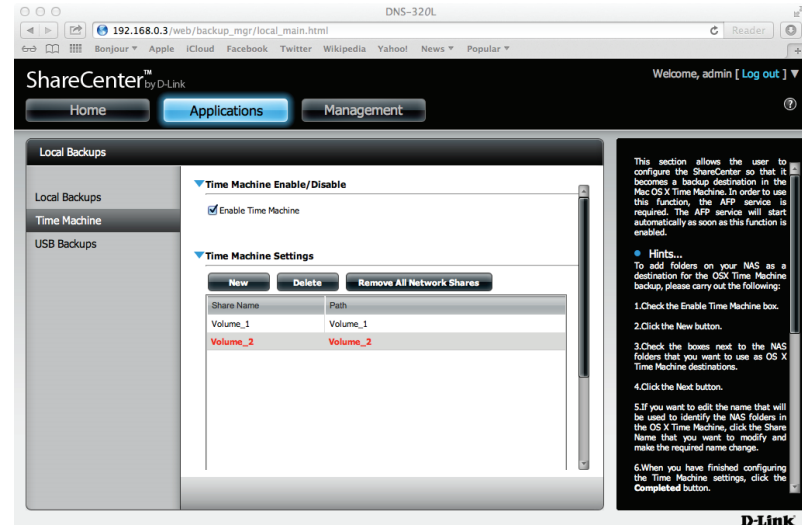 DNS-320L
192.168.0.3/web/backup_mgr/local_main.html
Reader
Bonjour Apple iCloud Facebook Twitter Wikipedia Yahoo! News Popular
ShareCenter™ by D-Link
Welcome, admin [ Log out ]
Home Applications Management
?
Local Backups
Local Backups
Time Machine
USB Backups
Time Machine Enable/Disable
Enable Time Machine
Time Machine Settings
New Delete Remove All Network Shares
Share Name Path
Volume_1 Volume_1
Volume_2 Volume_2
This section allows the user to
configure the ShareCenter so that it
becomes a backup destination in the
Mac OS X Time Machine. In order to use
this function, the AFP service is
required. The AFP service will start
automatically as soon as this function is
enabled.
Hints...
To add folders on your NAS as a
destination for the OSX Time Machine
backup, please carry out the following:
1.Check the Enable Time Machine box.
2.Click the New button.
3.Check the boxes next to the NAS
folders that you want to use as OS X
Time Machine destinations.
4.Click the Next button.
5.If you want to edit the name that will
be used to identify the NAS folders in
the OS X Time Machine, click the Share
Name that you want to modify and
make the required name change.
6.When you have finished configuring
the Time Machine settings, click the
Completed button.
D-Link